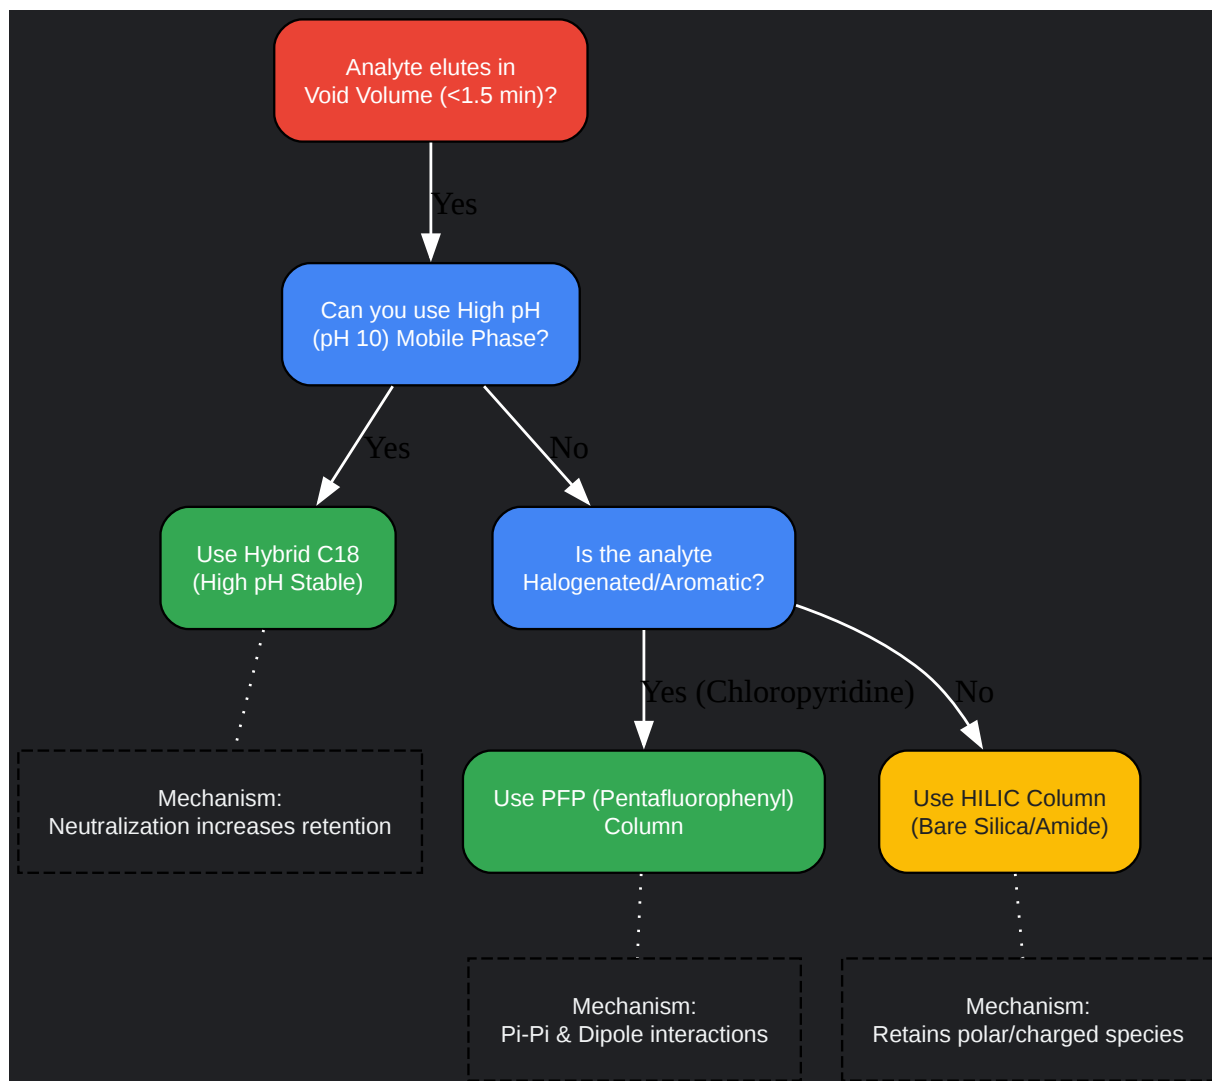 Analyte elutes in
Void Volume (<1.5 min)?
Yes
Can you use High pH
(pH 10) Mobile Phase?
Yes
No
Use Hybrid C18
(High pH Stable)
Is the analyte
Halogenated/Aromatic?
Yes (Chloropyridine)
No
Mechanism:
Neutralization increases retention
Use PFP (Pentafluorophenyl)
Column
Use HILIC Column
(Bare Silica/Amide)
Mechanism:
Pi-Pi & Dipole interactions
Mechanism:
Retains polar/charged species